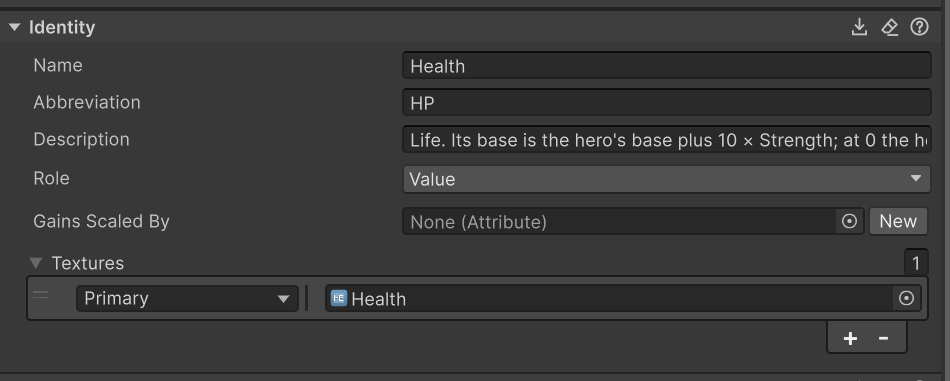 Identity
Name
Health
Abbreviation
HP
Description
Life. Its base is the hero's base plus 10 × Strength; at 0 the
Role
Value
Gains Scaled By
None (Attribute)
New
Textures
1
Primary
HE
Health
+ -